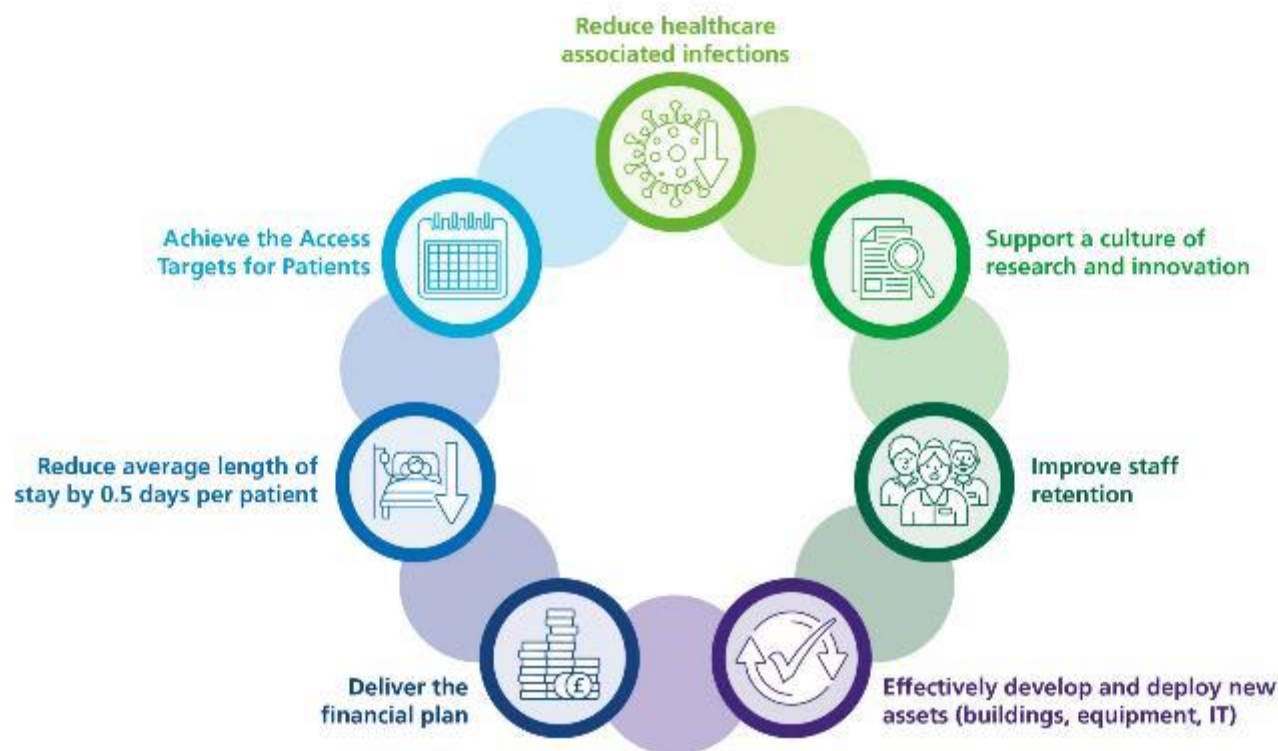 Reduce healthcare
associated infections
Support a culture of
research and innovation
Improve staff
retention
Effectively develop and deploy new
assets (buildings, equipment, IT)
£
Deliver the
financial plan
Reduce average length of
stay by 0.5 days per patient
Achieve the Access
Targets for Patients